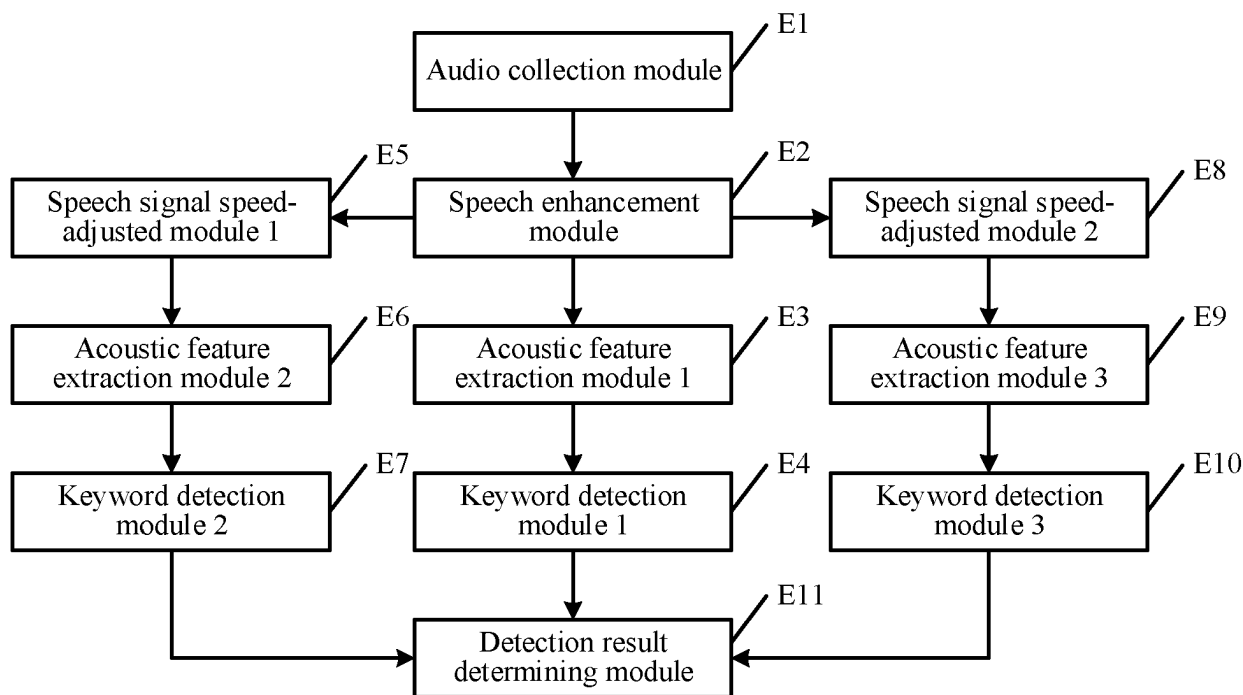 E1
Audio collection module
E5
E2
E8
Speech signal speed-
adjusted module 1
Speech enhancement
module
Speech signal speed-
adjusted module 2
E6
E3
E9
Acoustic feature
extraction module 2
Acoustic feature
extraction module 1
Acoustic feature
extraction module 3
E7
E4
E10
Keyword detection
module 2
Keyword detection
module 1
Keyword detection
module 3
E11
Detection result
determining module